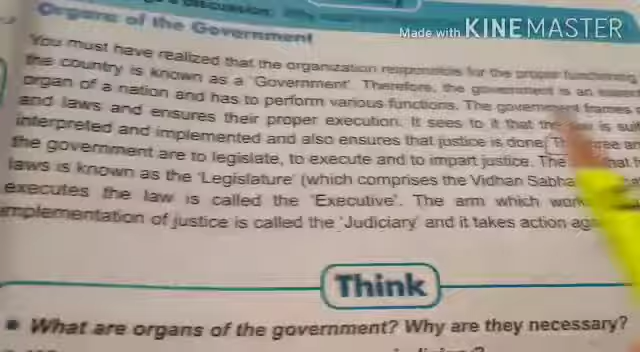 DISCUSSION:
Made with KINEMASTER
Organs of the Government
You must have realized that the organization responsible for the proper functioning
the country is known as a 'Government'. Therefore, the government is an
organ of a nation and has to perform various functions. The government frames
and laws and ensures their proper execution. It sees to it that the is
interpreted and implemented and also ensures that justice is done.
the government are to legislate, to execute and to impart justice. The
laws is known as the 'Legislature' (which comprises the Vidhan Sabha
executes the law is called the 'Executive'. The arm which
implementation of justice is called the 'Judiciary' and it takes action
Think
What are organs of the government? Why are they necessary?